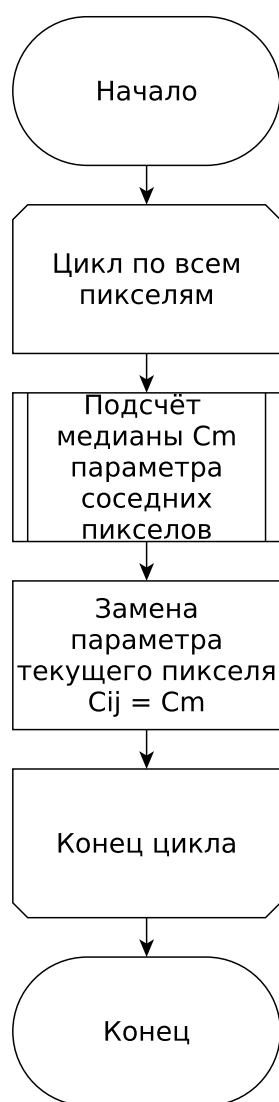 Начало
Цикл по всем
пикселям
Подсчёт
медианы Cm
параметра
соседних
пикселов
Замена
параметра
текущего пикселя
Cij = Cm
Конец цикла
Конец